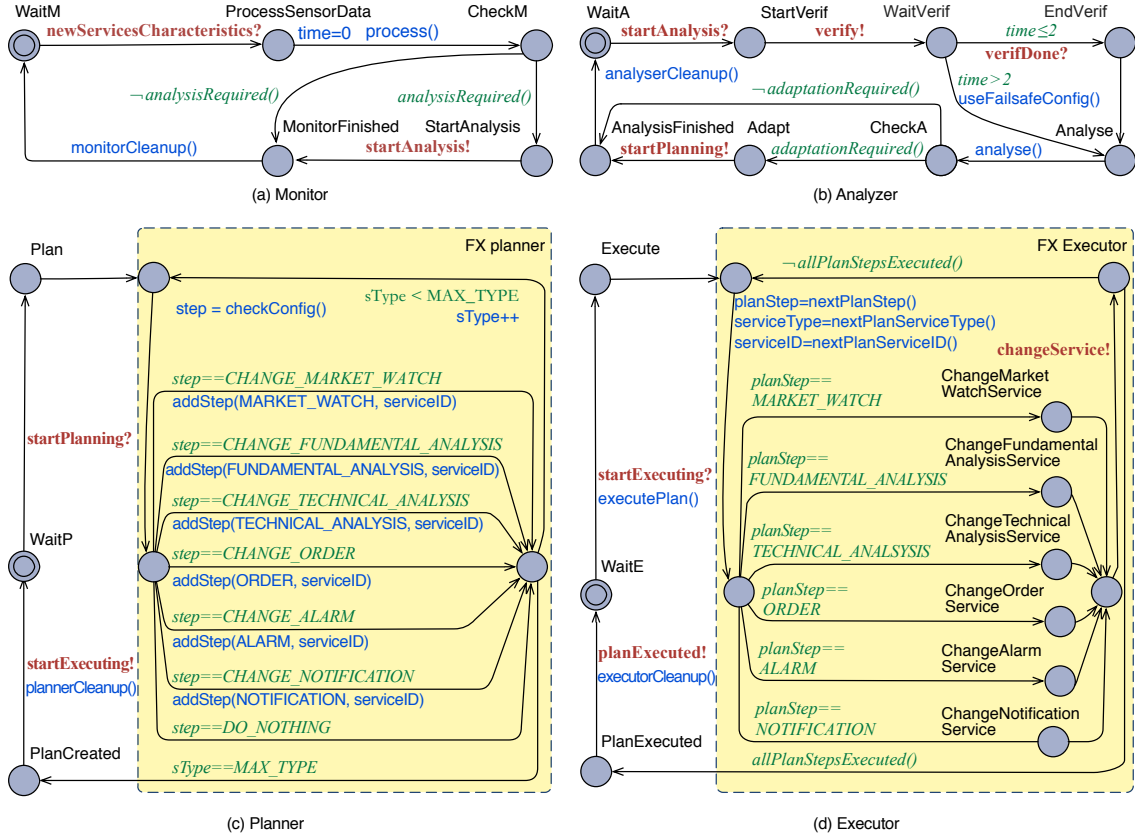 WaitM
ProcessSensorData
CheckM
newServicesCharacteristics?
time=0
process()
¬analysisRequired()
analysisRequired()
MonitorFinished
StartAnalysis
monitorCleanup()
startAnalysis!
(a) Monitor
WaitA
StartVerif
WaitVerif
EndVerif
startAnalysis?
verify!
time≤2
verifDone?
analyserCleanup()
time>2
useFailsafeConfig()
¬adaptationRequired()
AnalysisFinished
Adapt
CheckA
Analyse
startPlanning!
adaptationRequired()
analyse()
(b) Analyzer
Plan
FX planner
step = checkConfig()
sType < MAX_TYPE
sType++
step==CHANGE_MARKET_WATCH
addStep(MARKET_WATCH, serviceID)
startPlanning?
step==CHANGE_FUNDAMENTAL_ANALYSIS
addStep(FUNDAMENTAL_ANALYSIS, serviceID)
step==CHANGE_TECHNICAL_ANALYSIS
addStep(TECHNICAL_ANALYSIS, serviceID)
WaitP
step==CHANGE_ORDER
addStep(ORDER, serviceID)
step==CHANGE_ALARM
addStep(ALARM, serviceID)
startExecuting!
plannerCleanup()
step==CHANGE_NOTIFICATION
addStep(NOTIFICATION, serviceID)
step==DO_NOTHING
PlanCreated
sType==MAX_TYPE
(c) Planner
Execute
FX Executor
¬allPlanStepsExecuted()
planStep=nextPlanStep()
serviceType=nextPlanServiceType()
serviceID=nextPlanServiceID()
changeService!
planStep==
MARKET_WATCH
ChangeMarket
WatchService
startExecuting?
executePlan()
planStep==
FUNDAMENTAL_ANALYSIS
ChangeFundamental
AnalysisService
planStep==
TECHNICAL_ANALSYSIS
ChangeTechnical
AnalysisService
WaitE
planStep==
ORDER
ChangeOrder
Service
planExecuted!
executorCleanup()
planStep==
ALARM
ChangeAlarm
Service
planStep==
NOTIFICATION
ChangeNotification
Service
PlanExecuted
allPlanStepsExecuted()
(d) Executor